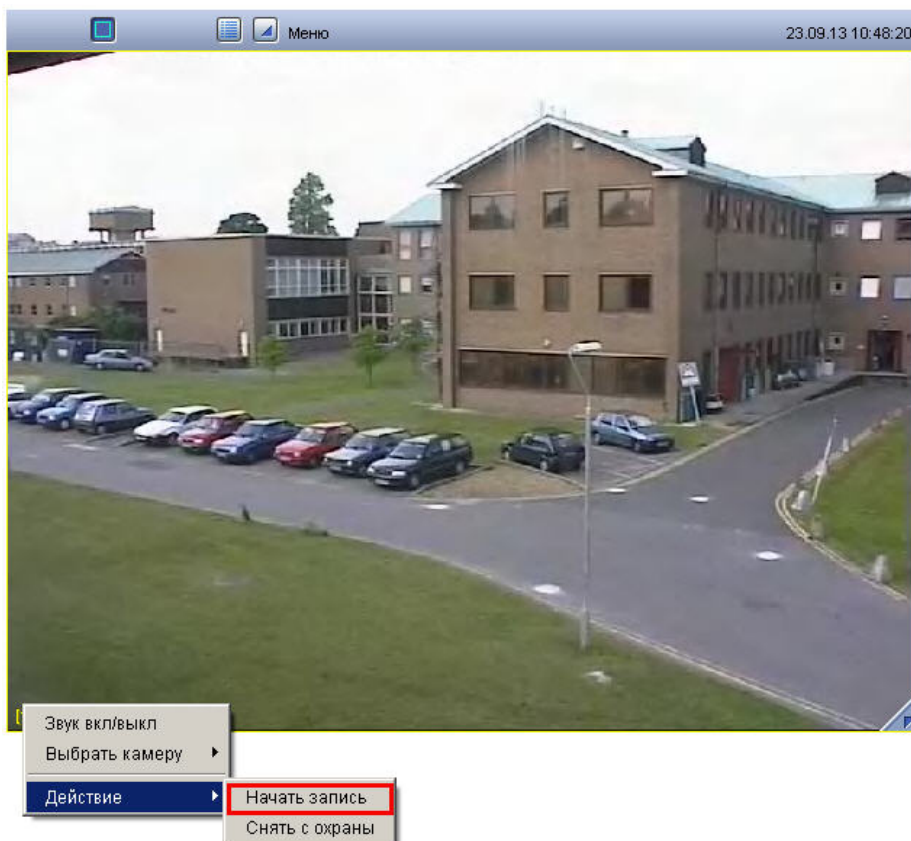 Меню
23.09.13 10:48:20
Звук вкл/выкл
Выбрать камеру
Действие
Начать запись
Снять с охраны